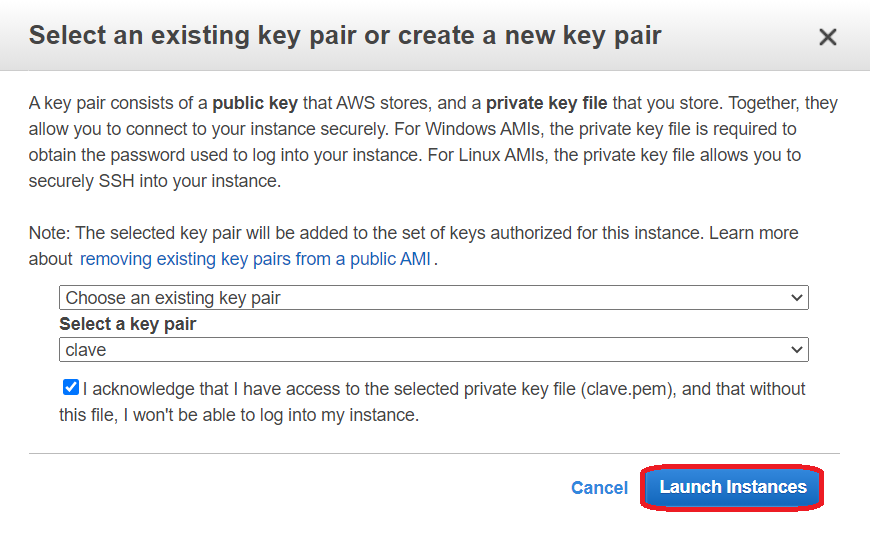 Select an existing key pair or create a new key pair
A key pair consists of a public key that AWS stores, and a private key file that you store. Together, they
allow you to connect to your instance securely. For Windows AMIs, the private key file is required to
obtain the password used to log into your instance. For Linux AMIs, the private key file allows you to
securely SSH into your instance.
Note: The selected key pair will be added to the set of keys authorized for this instance. Learn more
about removing existing key pairs from a public AMI .
Choose an existing key pair
Select a key pair
clave
I acknowledge that I have access to the selected private key file (clave.pem), and that without
this file, I won't be able to log into my instance.
Cancel Launch Instances